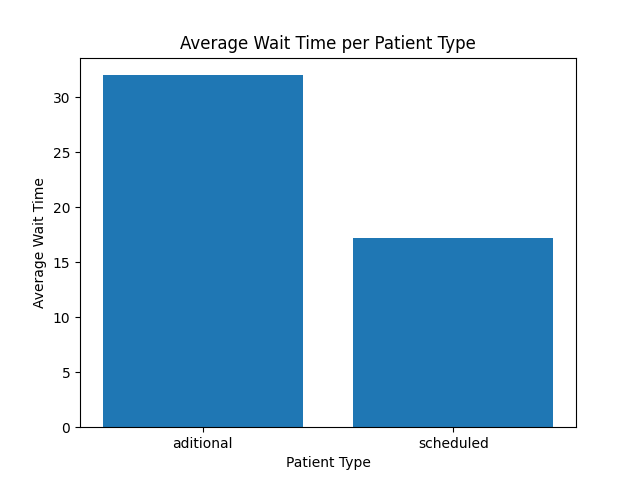 Average Wait Time per Patient Type
Average Wait Time
30
25
20
15
10
5
0
aditional
scheduled
Patient Type